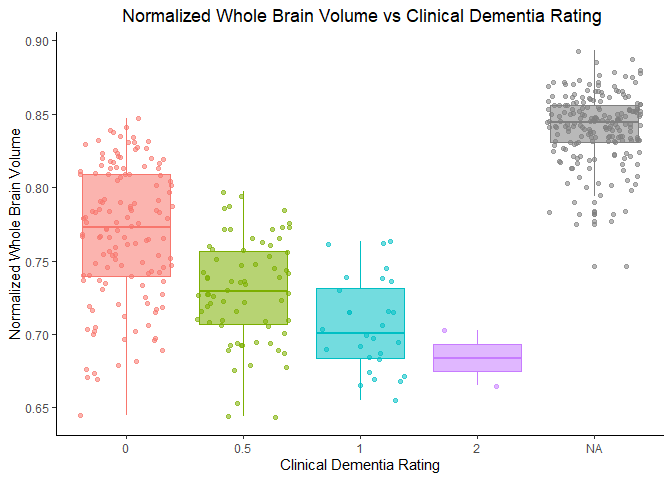 Normalized Whole Brain Volume vs Clinical Dementia Rating
Normalized Whole Brain Volume
0.90
0.85
0.80
0.75
0.70
0.65
0 0.5 1 2 NA
Clinical Dementia Rating